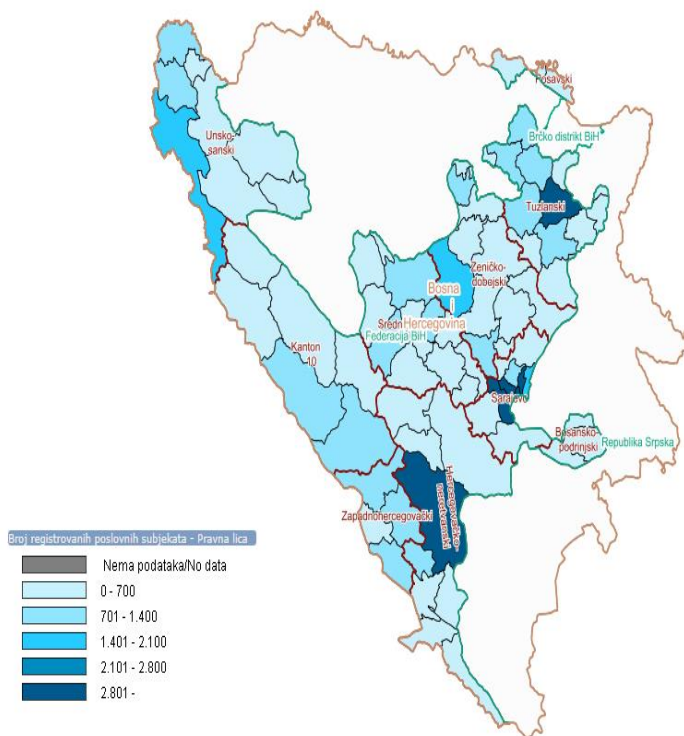 Posavski
Brčko distrikt BiH
Unsko-
sanski
Tuzlanski
Zeničko-
dobejski
Bosna
i
Hercegovina
Sredn
Federacija BiH
Kanton
10
Sarajevo
Bosansko-
podrinjski
Republika Srpska
Hercegovačko-
neretvanski
Zapadnohercegovački
Broj registrovanih poslovnih subjekata - Pravna lica
Nema podataka/No data
0 - 700
701 - 1.400
1.401 - 2.100
2.101 - 2.800
2.801 -